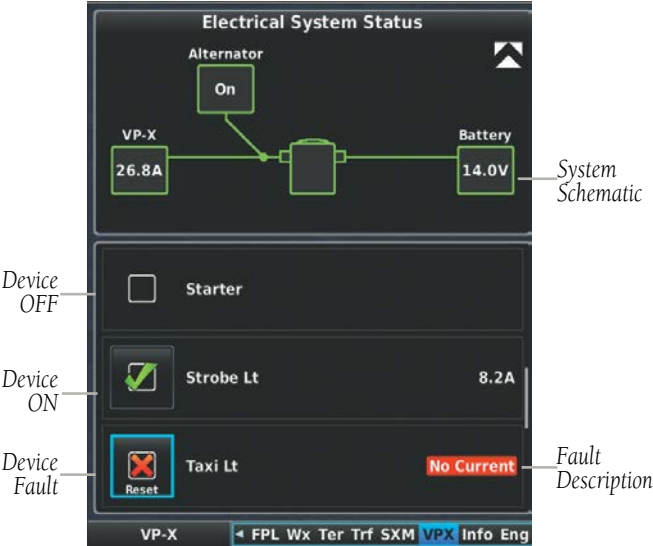 Electrical System Status
Alternator
On
VP-X
26.8A
Battery
14.0V
System
Schematic
Device
OFF
Starter
Device
ON
Strobe Lt
8.2A
Device
Fault
Reset
Taxi Lt
No Current
Fault
Description
VP-X
FPL Wx Ter Trf SXM VPX Info Eng